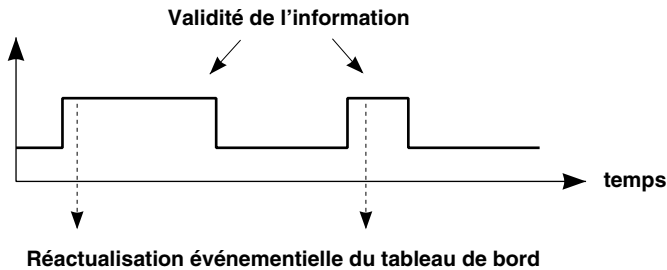 Validité de l'information
temps
Réactualisation événementielle du tableau de bord